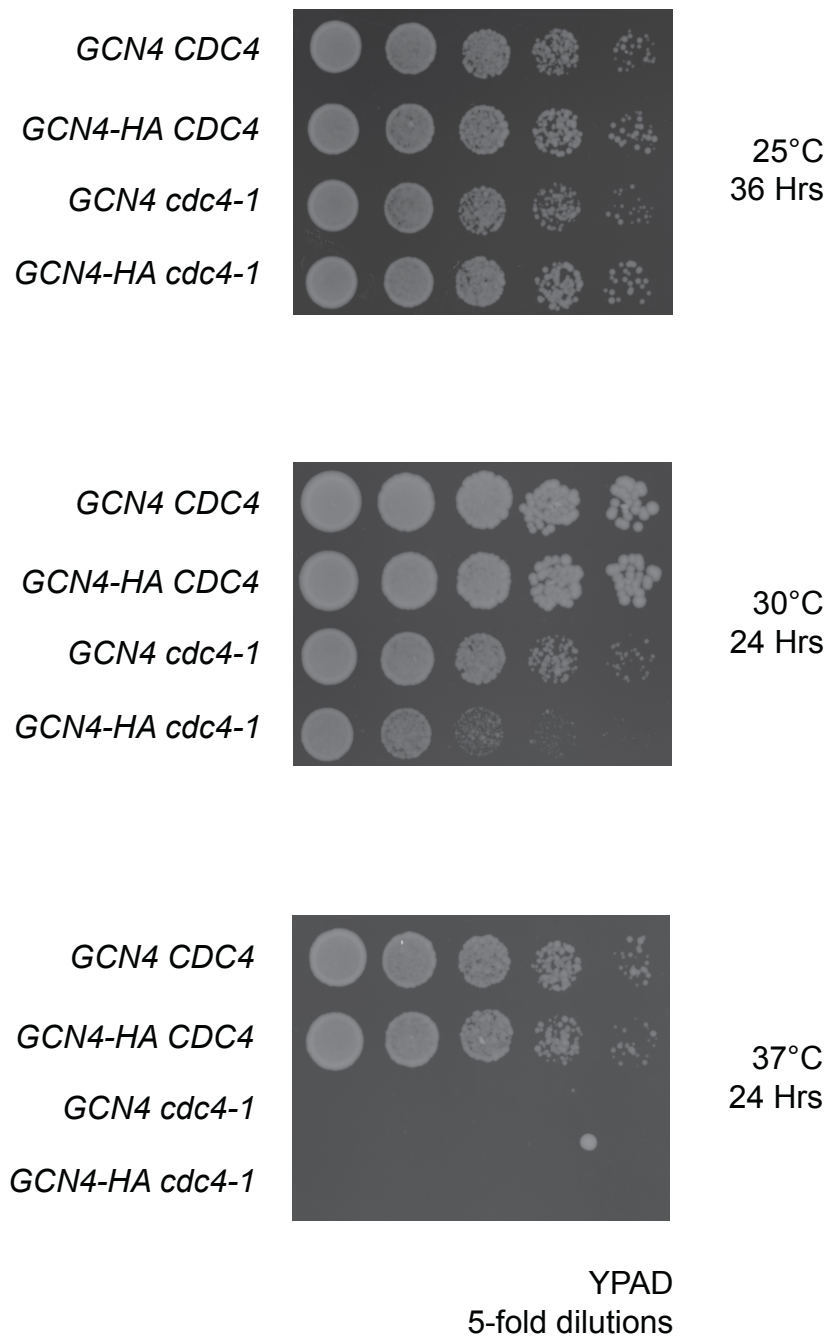 GCN4 CDC4
GCN4-HA CDC4
GCN4 cdc4-1
GCN4-HA cdc4-1
25°C
36 Hrs
GCN4 CDC4
GCN4-HA CDC4
GCN4 cdc4-1
GCN4-HA cdc4-1
30°C
24 Hrs
GCN4 CDC4
GCN4-HA CDC4
GCN4 cdc4-1
GCN4-HA cdc4-1
37°C
24 Hrs
YPAD
5-fold dilutions